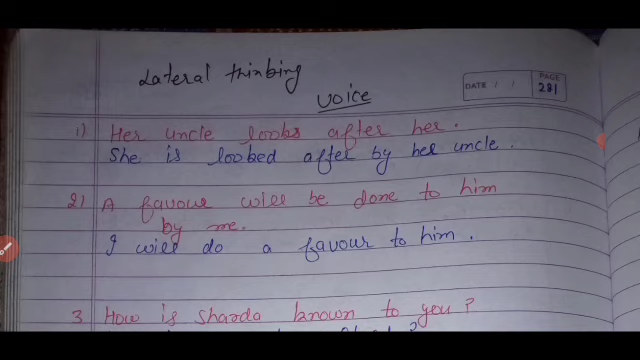 Lateral thinking
Voice
DATE / /
PAGE
281
1) Her uncle looks after her.
She is looked after by her uncle.
2) A favour will be done to him
by me.
I will do a favour to him.
3 How is Sharda known to you?